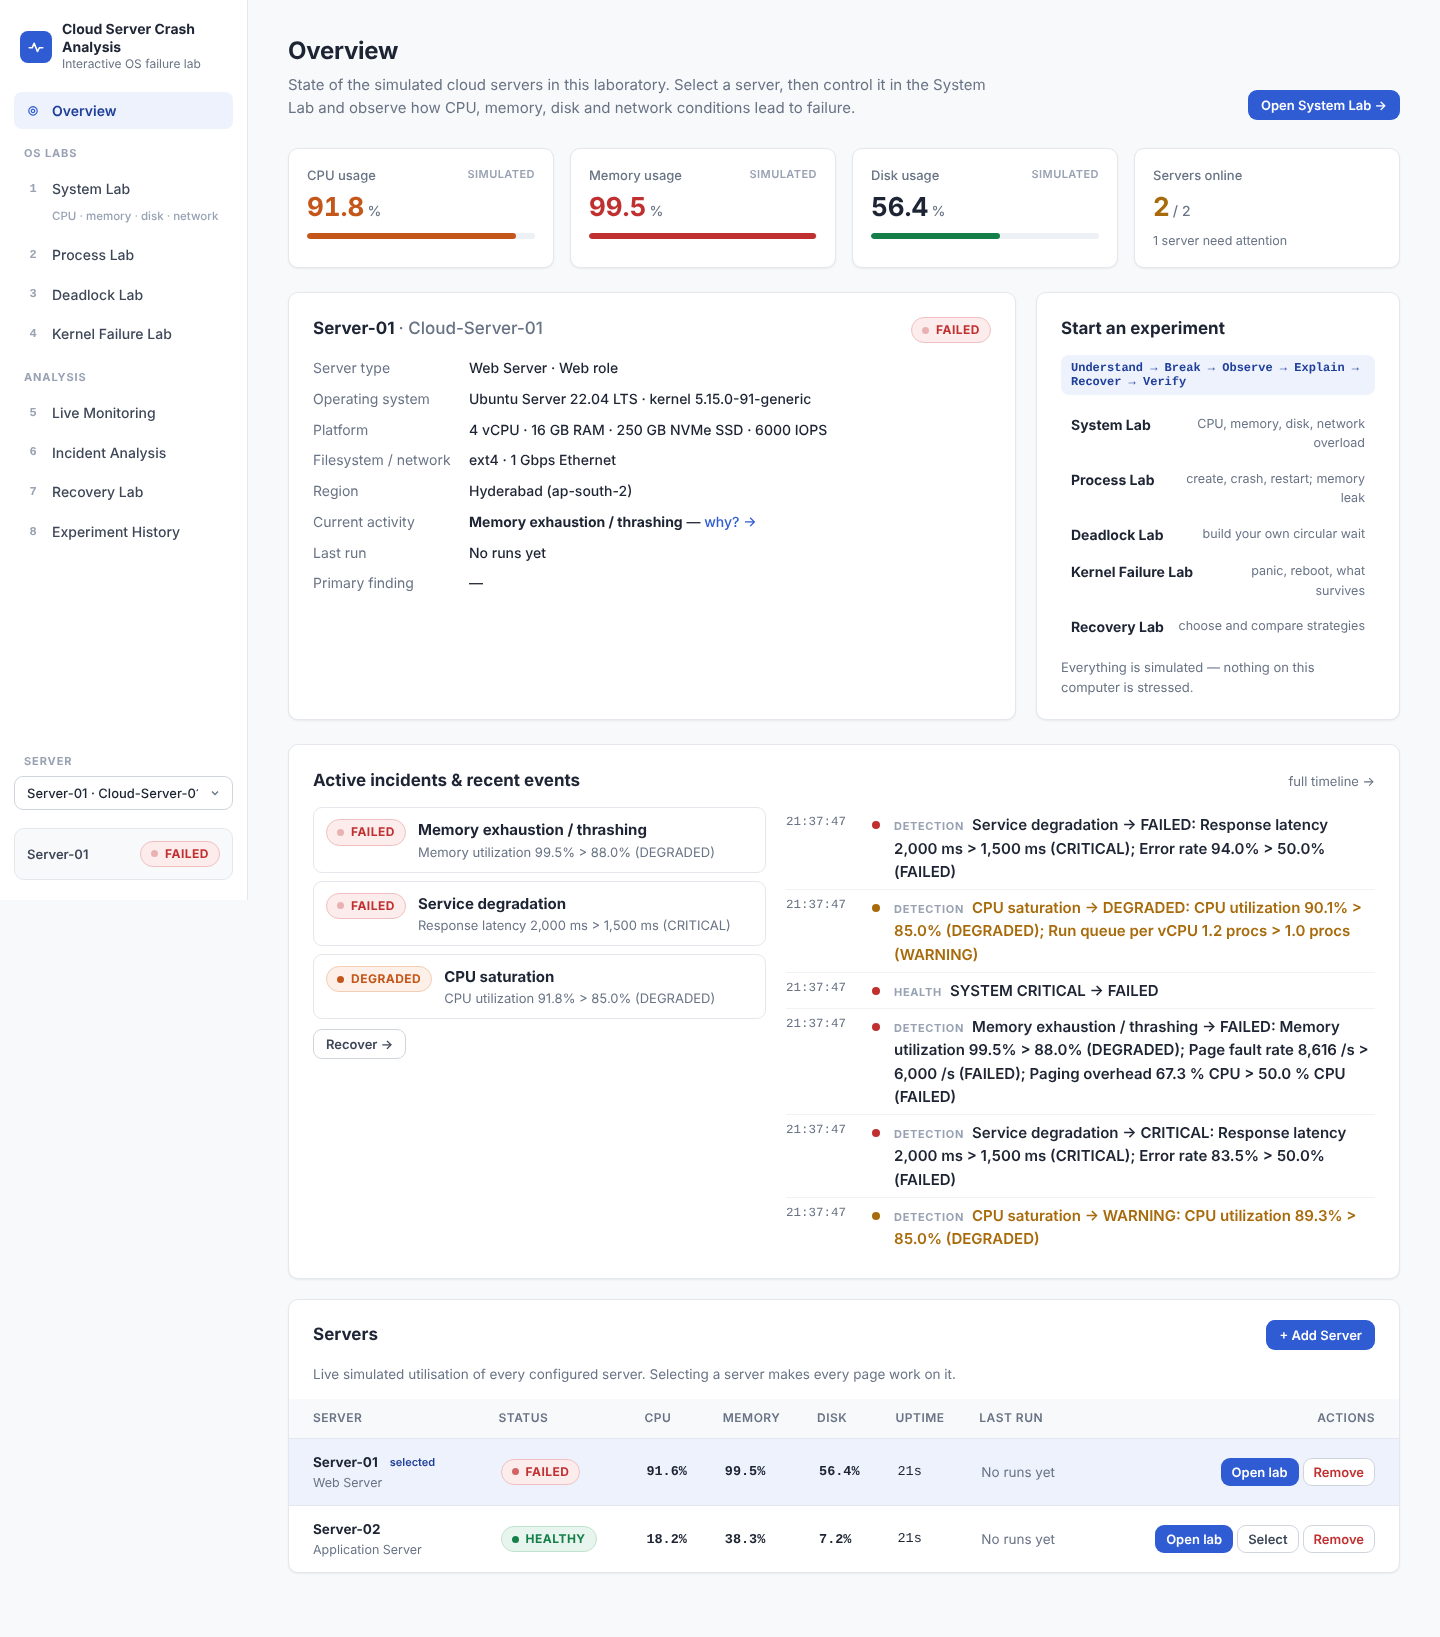 Cloud Server Crash
Analysis
Interactive OS failure lab
Overview
OS LABS
1 System Lab
CPU · memory · disk · network
2 Process Lab
3 Deadlock Lab
4 Kernel Failure Lab
ANALYSIS
5 Live Monitoring
6 Incident Analysis
7 Recovery Lab
8 Experiment History
SERVER
Server-01 · Cloud-Server-0
Server-01 FAILED
Overview
State of the simulated cloud servers in this laboratory. Select a server, then control it in the System
Lab and observe how CPU, memory, disk and network conditions lead to failure.
Open System Lab →
CPU usage SIMULATED
91.8 %
Memory usage SIMULATED
99.5 %
Disk usage SIMULATED
56.4 %
Servers online
2 / 2
1 server need attention
Server-01 · Cloud-Server-01 FAILED
Server type Web Server · Web role
Operating system Ubuntu Server 22.04 LTS · kernel 5.15.0-91-generic
Platform 4 vCPU · 16 GB RAM · 250 GB NVMe SSD · 6000 IOPS
Filesystem / network ext4 · 1 Gbps Ethernet
Region Hyderabad (ap-south-2)
Current activity Memory exhaustion / thrashing — why? →
Last run No runs yet
Primary finding —
Start an experiment
Understand → Break → Observe → Explain →
Recover → Verify
System Lab CPU, memory, disk, network
overload
Process Lab create, crash, restart; memory
leak
Deadlock Lab build your own circular wait
Kernel Failure Lab panic, reboot, what
survives
Recovery Lab choose and compare strategies
Everything is simulated — nothing on this
computer is stressed.
Active incidents & recent events
full timeline →
FAILED Memory exhaustion / thrashing
Memory utilization 99.5% > 88.0% (DEGRADED)
FAILED Service degradation
Response latency 2,000 ms > 1,500 ms (CRITICAL)
DEGRADED CPU saturation
CPU utilization 91.8% > 85.0% (DEGRADED)
Recover →
21:37:47 DETECTION Service degradation → FAILED: Response latency
2,000 ms > 1,500 ms (CRITICAL); Error rate 94.0% > 50.0%
(FAILED)
21:37:47 DETECTION CPU saturation → DEGRADED: CPU utilization 90.1% >
85.0% (DEGRADED); Run queue per vCPU 1.2 procs > 1.0 procs
(WARNING)
21:37:47 HEALTH SYSTEM CRITICAL → FAILED
21:37:47 DETECTION Memory exhaustion / thrashing → FAILED: Memory
utilization 99.5% > 88.0% (DEGRADED); Page fault rate 8,616 /s >
6,000 /s (FAILED); Paging overhead 67.3 % CPU > 50.0 % CPU
(FAILED)
21:37:47 DETECTION Service degradation → CRITICAL: Response latency
2,000 ms > 1,500 ms (CRITICAL); Error rate 83.5% > 50.0%
(FAILED)
21:37:47 DETECTION CPU saturation → WARNING: CPU utilization 89.3% >
85.0% (DEGRADED)
Servers
+ Add Server
Live simulated utilisation of every configured server. Selecting a server makes every page work on it.
SERVER STATUS CPU MEMORY DISK UPTIME LAST RUN ACTIONS
Server-01 selected
Web Server
FAILED 91.6% 99.5% 56.4% 21s No runs yet Open lab Remove
Server-02
Application Server
HEALTHY 18.2% 38.3% 7.2% 21s No runs yet Open lab Select Remove